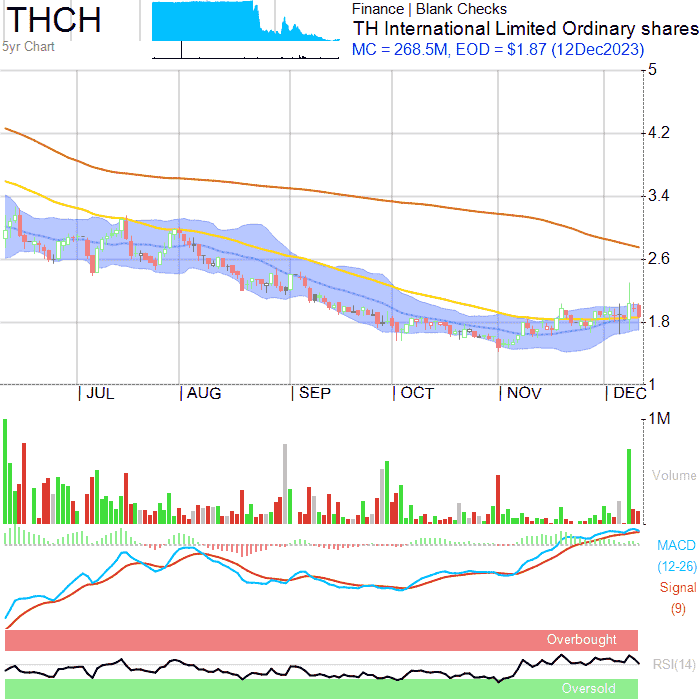 THCH
5yr Chart
Finance | Blank Checks
TH International Limited Ordinary shares
MC = 268.5M, EOD = $1.87 (12Dec2023)
5
4.2
3.4
2.6
1.8
1
JUL AUG SEP OCT NOV DEC
1M
Volume
MACD
(12-26)
Signal
(9)
Overbought
RSI(14)
Oversold